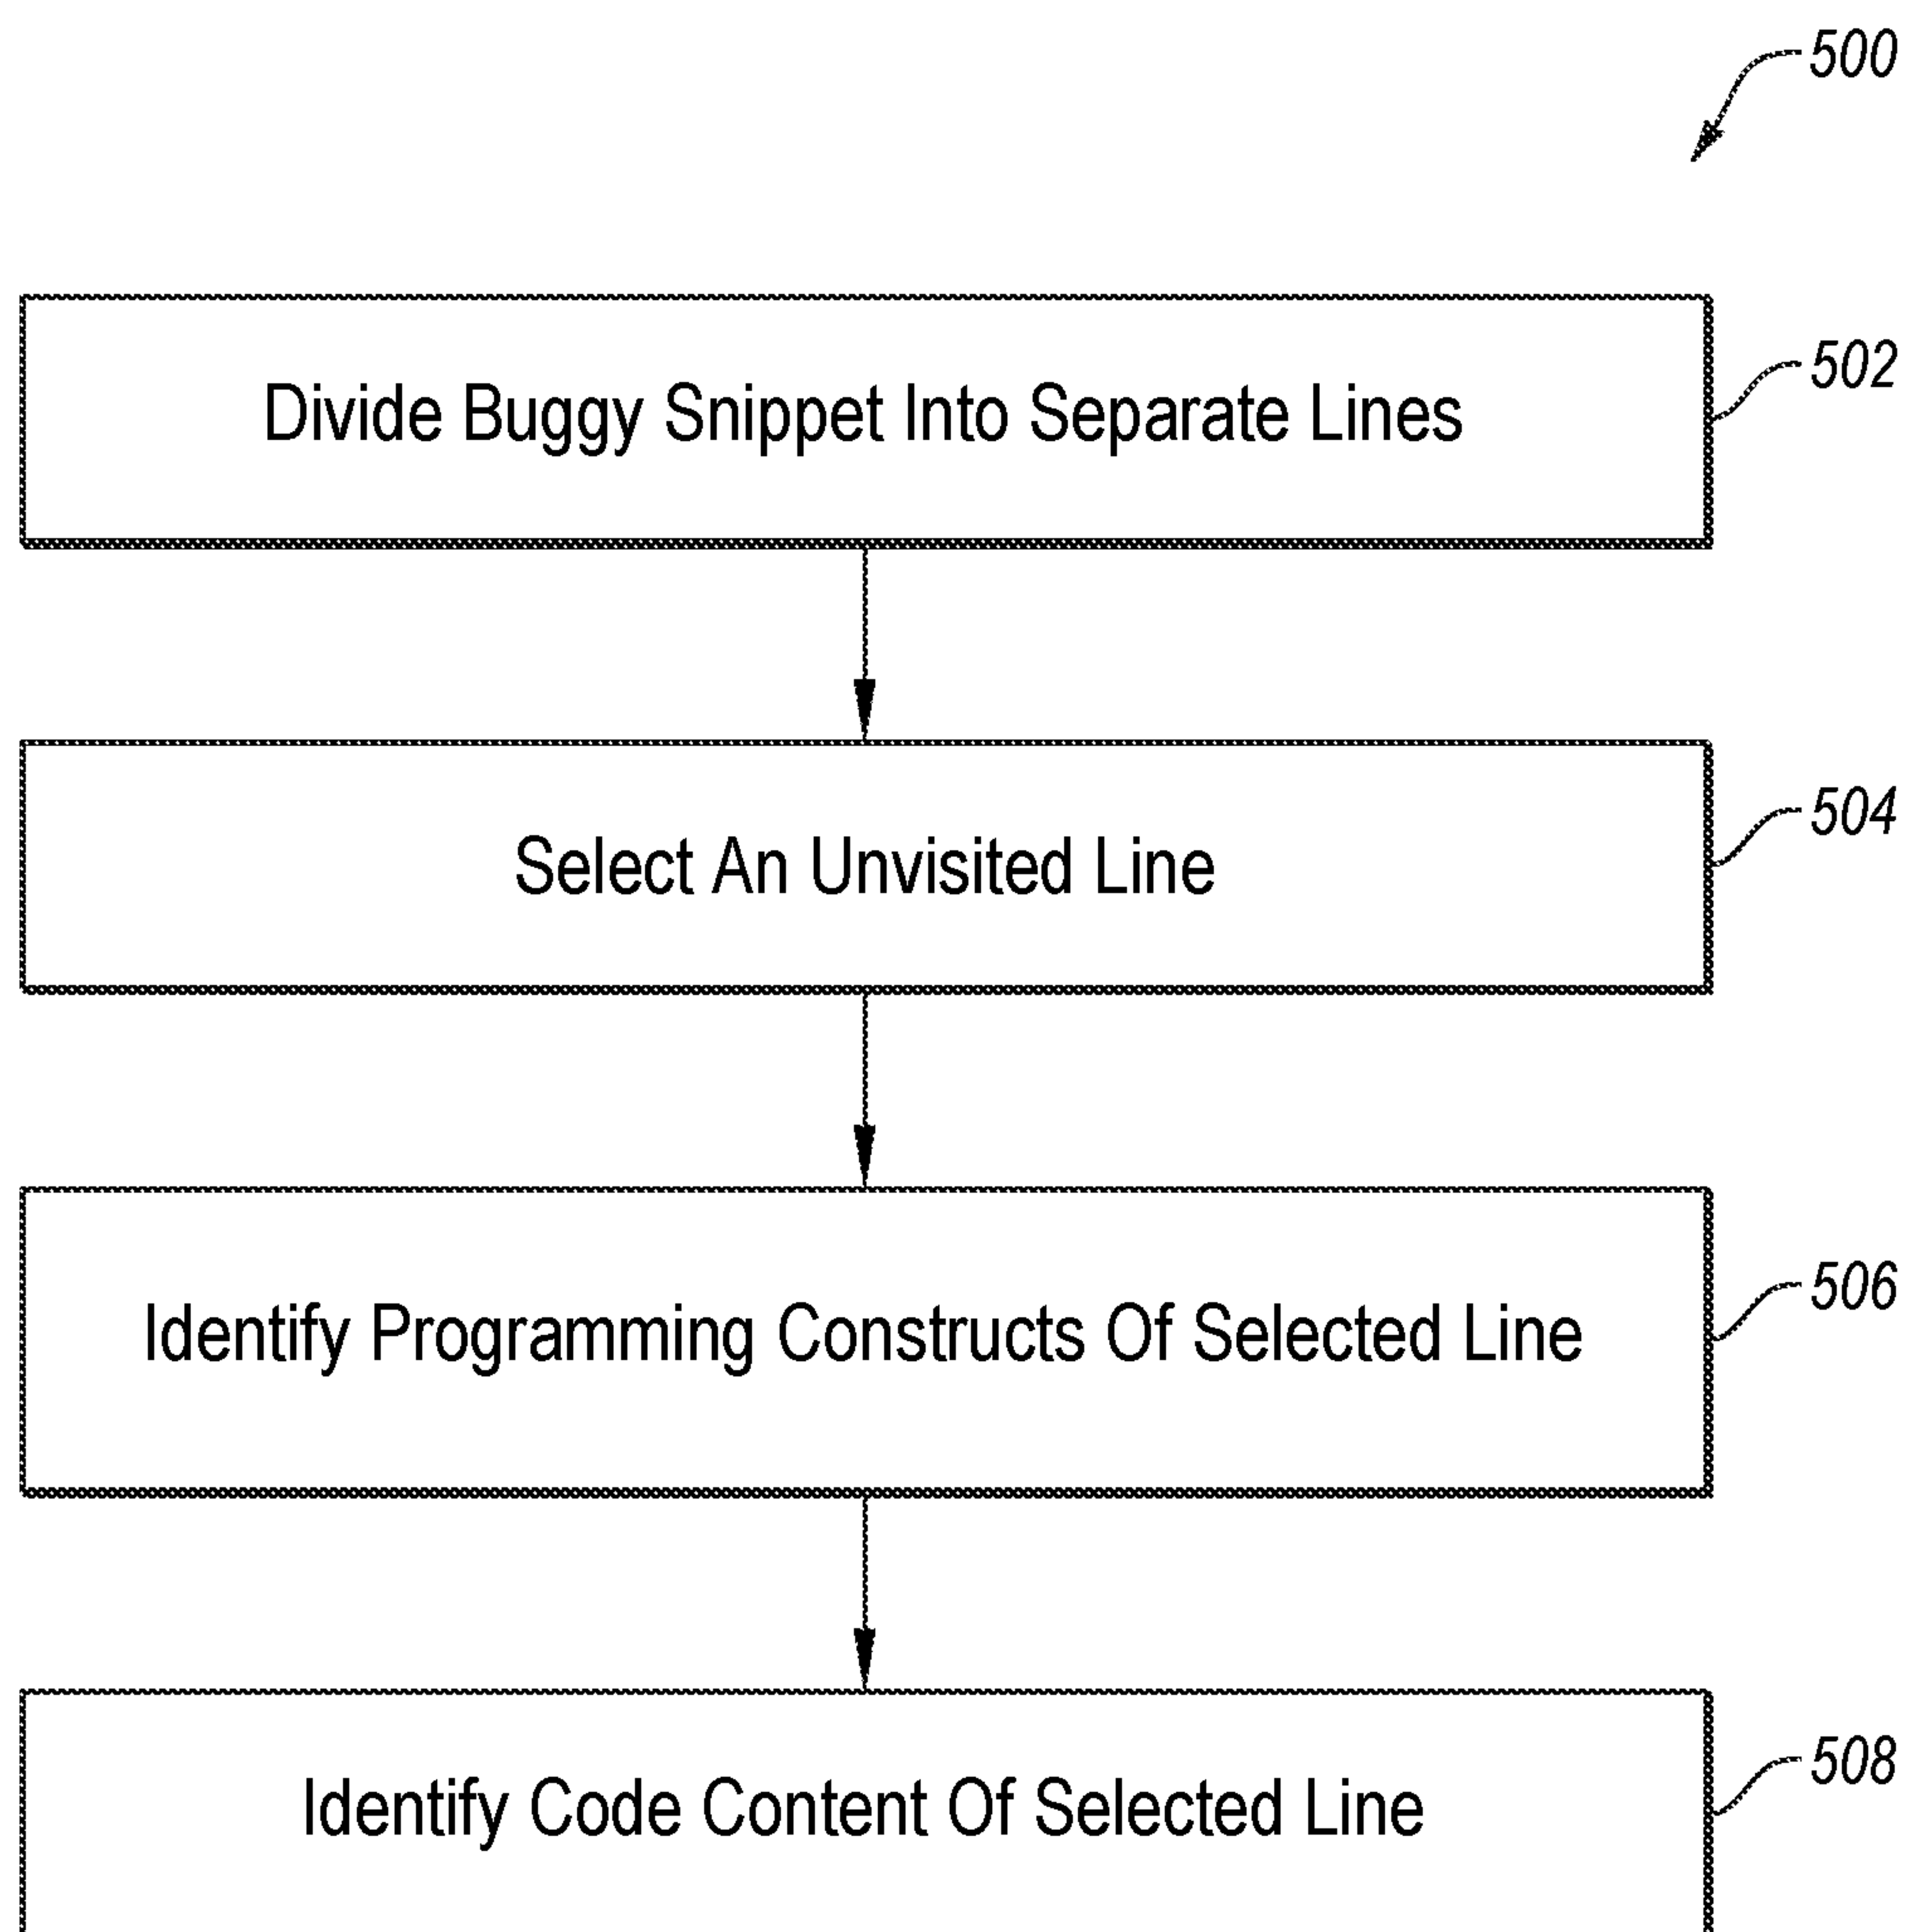 500
Divide Buggy Snippet Into Separate Lines
502
Select An Unvisited Line
504
Identify Programming Constructs Of Selected Line
506
Identify Code Content Of Selected Line
508